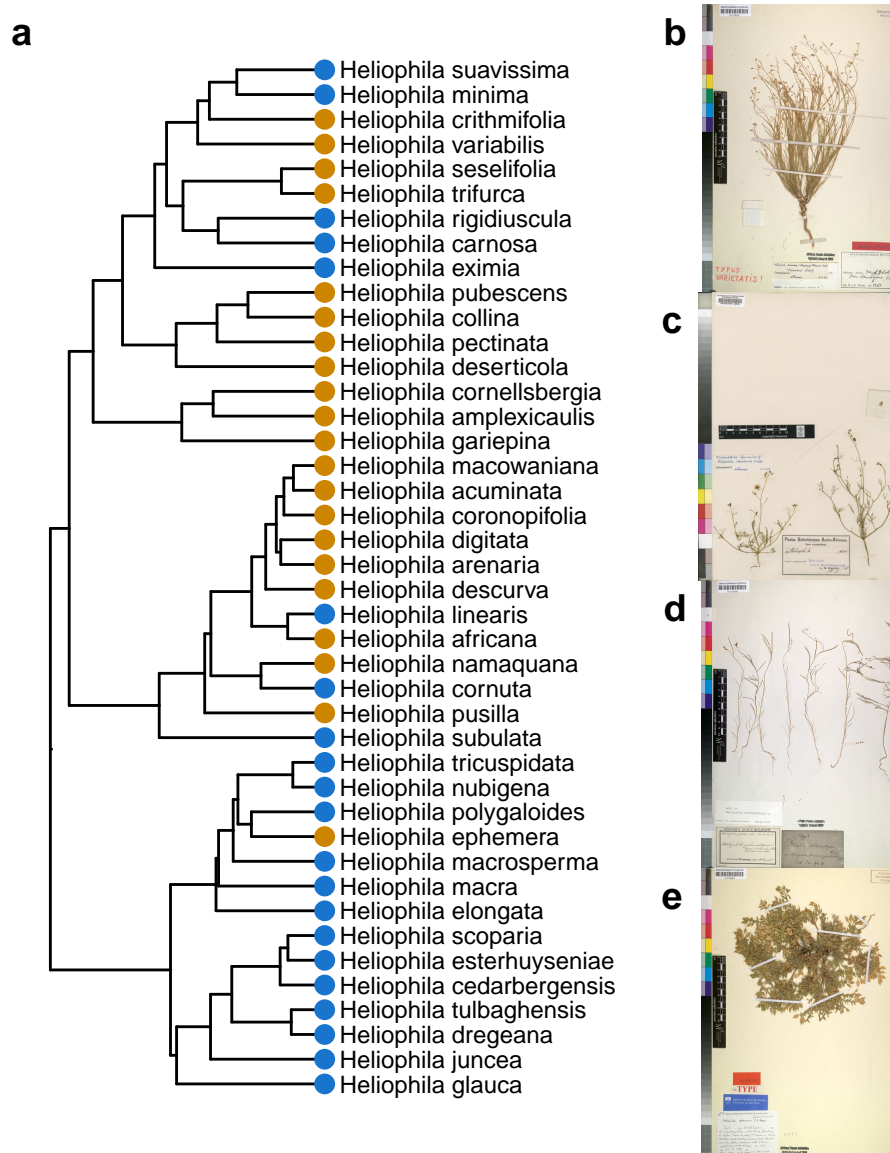 a
Heliophila suavissima
Heliophila minima
Heliophila crithmifolia
Heliophila variabilis
Heliophila seselifolia
Heliophila trifurca
Heliophila rigidiuscula
Heliophila carnosa
Heliophila eximia
Heliophila pubescens
Heliophila collina
Heliophila pectinata
Heliophila deserticola
Heliophila cornellsbergia
Heliophila amplexicaulis
Heliophila gariepina
Heliophila macowaniana
Heliophila acuminata
Heliophila coronopifolia
Heliophila digitata
Heliophila arenaria
Heliophila descurva
Heliophila linearis
Heliophila africana
Heliophila namaquana
Heliophila cornuta
Heliophila pusilla
Heliophila subulata
Heliophila tricuspidata
Heliophila nubigena
Heliophila polygaloides
Heliophila ephemera
Heliophila macrosperma
Heliophila macra
Heliophila elongata
Heliophila scoparia
Heliophila esterhuyseniae
Heliophila cedarbergensis
Heliophila tulbaghensis
Heliophila dregeana
Heliophila juncea
Heliophila glauca
b
TYPUS
VARIETATIS!
c
d
e
TYPE